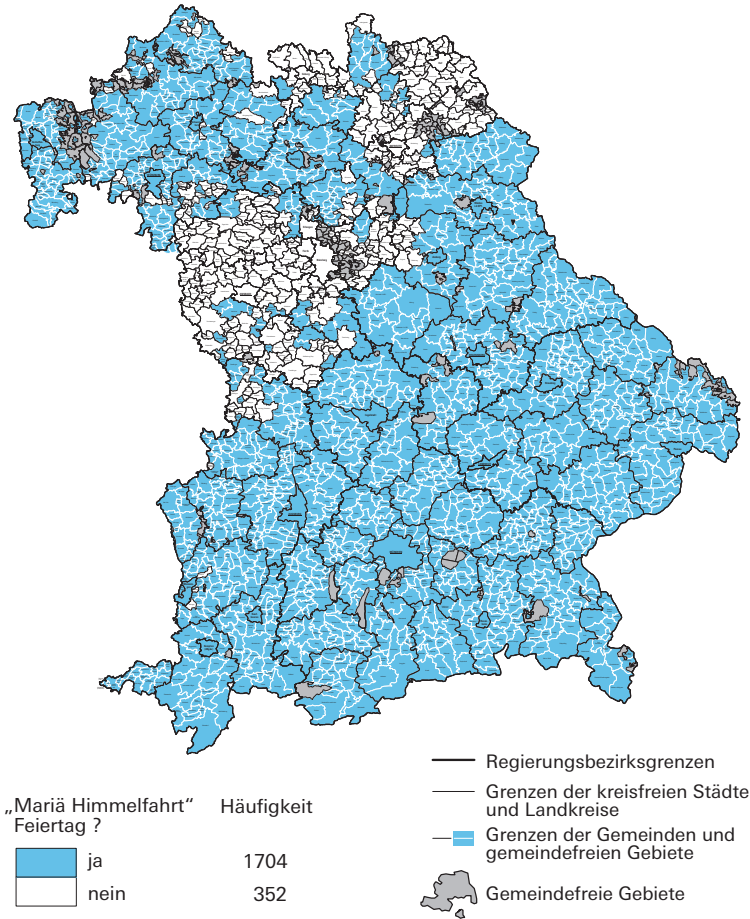 „Mariä Himmelfahrt“ Häufigkeit
Feiertag ?
ja 1704
nein 352
Regierungsbezirksgrenzen
Grenzen der kreisfreien Städte
und Landkreise
Grenzen der Gemeinden und
gemeindefreien Gebiete
Gemeindefreie Gebiete